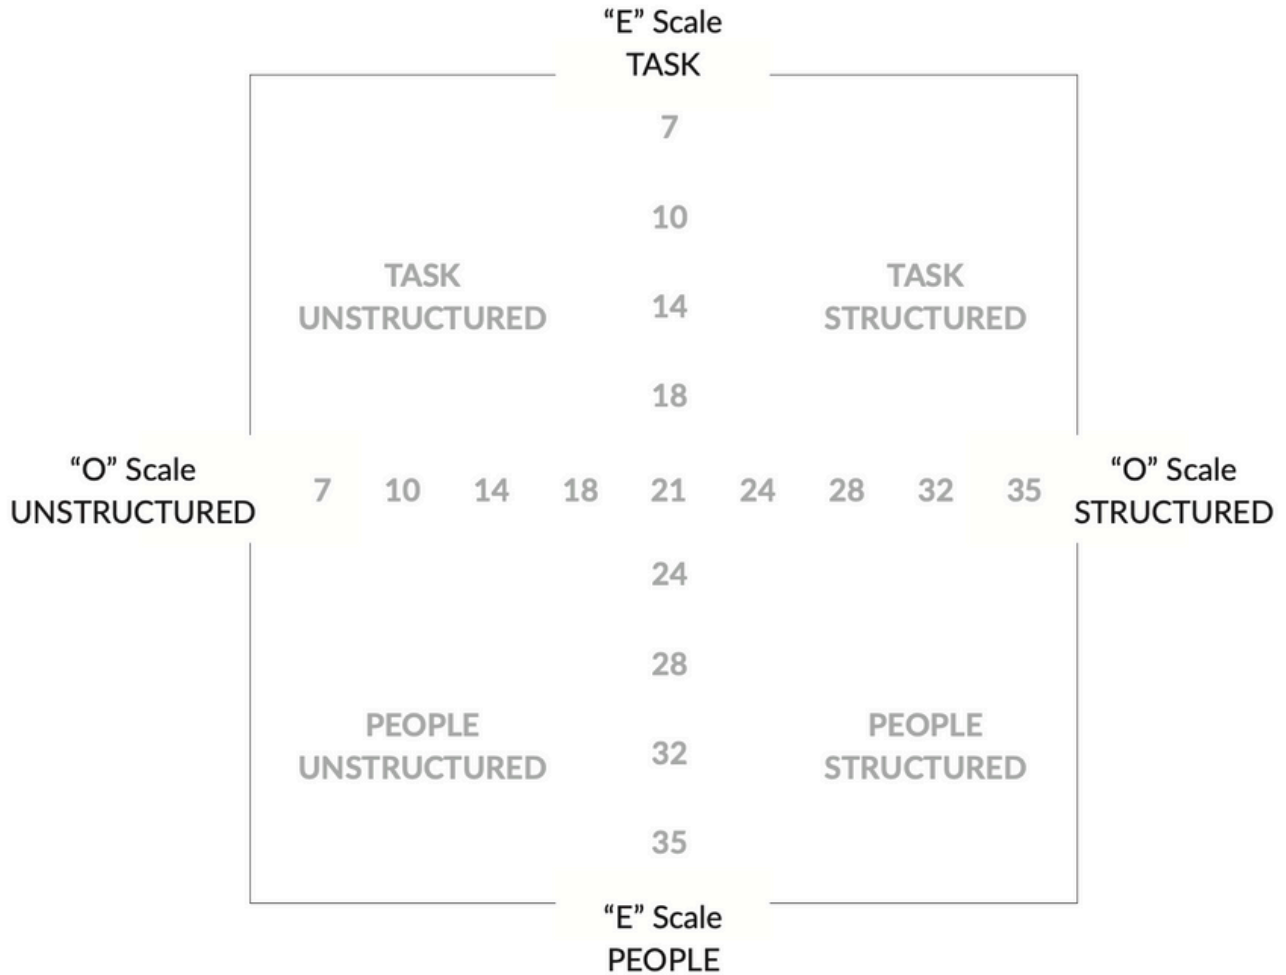 “E” Scale
TASK
7
10
TASK
UNSTRUCTURED
14
TASK
STRUCTURED
18
“O” Scale
UNSTRUCTURED
7 10 14 18 21 24 28 32 35
“O” Scale
STRUCTURED
24
28
PEOPLE
UNSTRUCTURED
32
PEOPLE
STRUCTURED
35
“E” Scale
PEOPLE